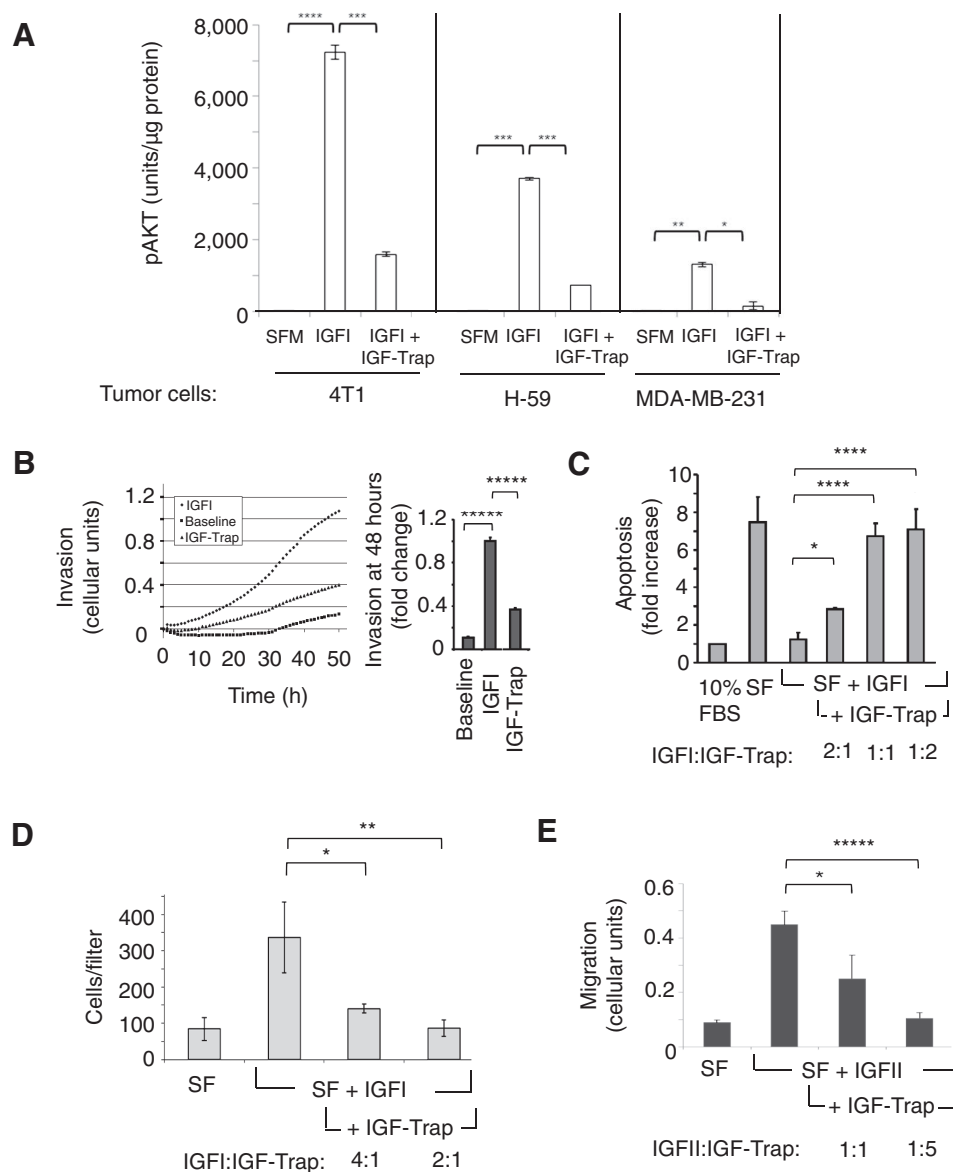 A
pAKT (units/µg protein)
8,000
6,000
4,000
2,000
0
**** ***
*** ***
** *
SFM IGFI IGFI + IGF-Trap
SFM IGFI IGFI + IGF-Trap
SFM IGFI IGFI + IGF-Trap
Tumor cells: 4T1 H-59 MDA-MB-231
B
Invasion (cellular units)
1.2
0.8
0.4
0
IGFI
Baseline
IGF-Trap
0 10 20 30 40 50
Time (h)
Invasion at 48 hours (fold change)
1.2
0.8
0.4
0
*****
*****
Baseline
IGFI
IGF-Trap
C
Apoptosis (fold increase)
10
8
6
4
2
0
****
****
*
10% FBS SF SF + IGFI
+ IGF-Trap
IGFI:IGF-Trap: 2:1 1:1 1:2
D
Cells/filter
400
300
200
100
0
**
*
SF SF + IGFI
+ IGF-Trap
IGFI:IGF-Trap: 4:1 2:1
E
Migration (cellular units)
0.6
0.4
0.2
0
*****
*
SF SF + IGFII
+ IGF-Trap
IGFII:IGF-Trap: 1:1 1:5